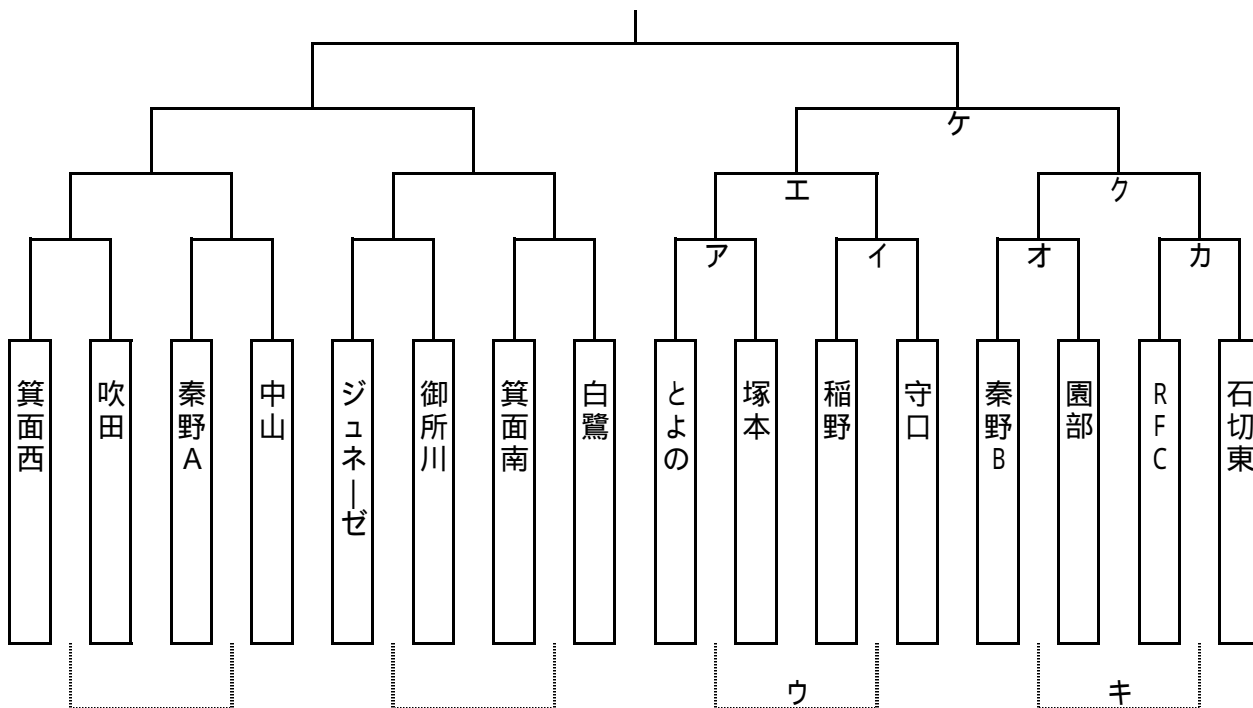 ケ
エ
ク
ア
イ
オ
カ
箕面西
吹田
秦野A
中山
ジュネーゼ
御所川
箕面南
白鷺
とよの
塚本
稲野
守口
秦野B
園部
RFC
石切東
ウ
キ